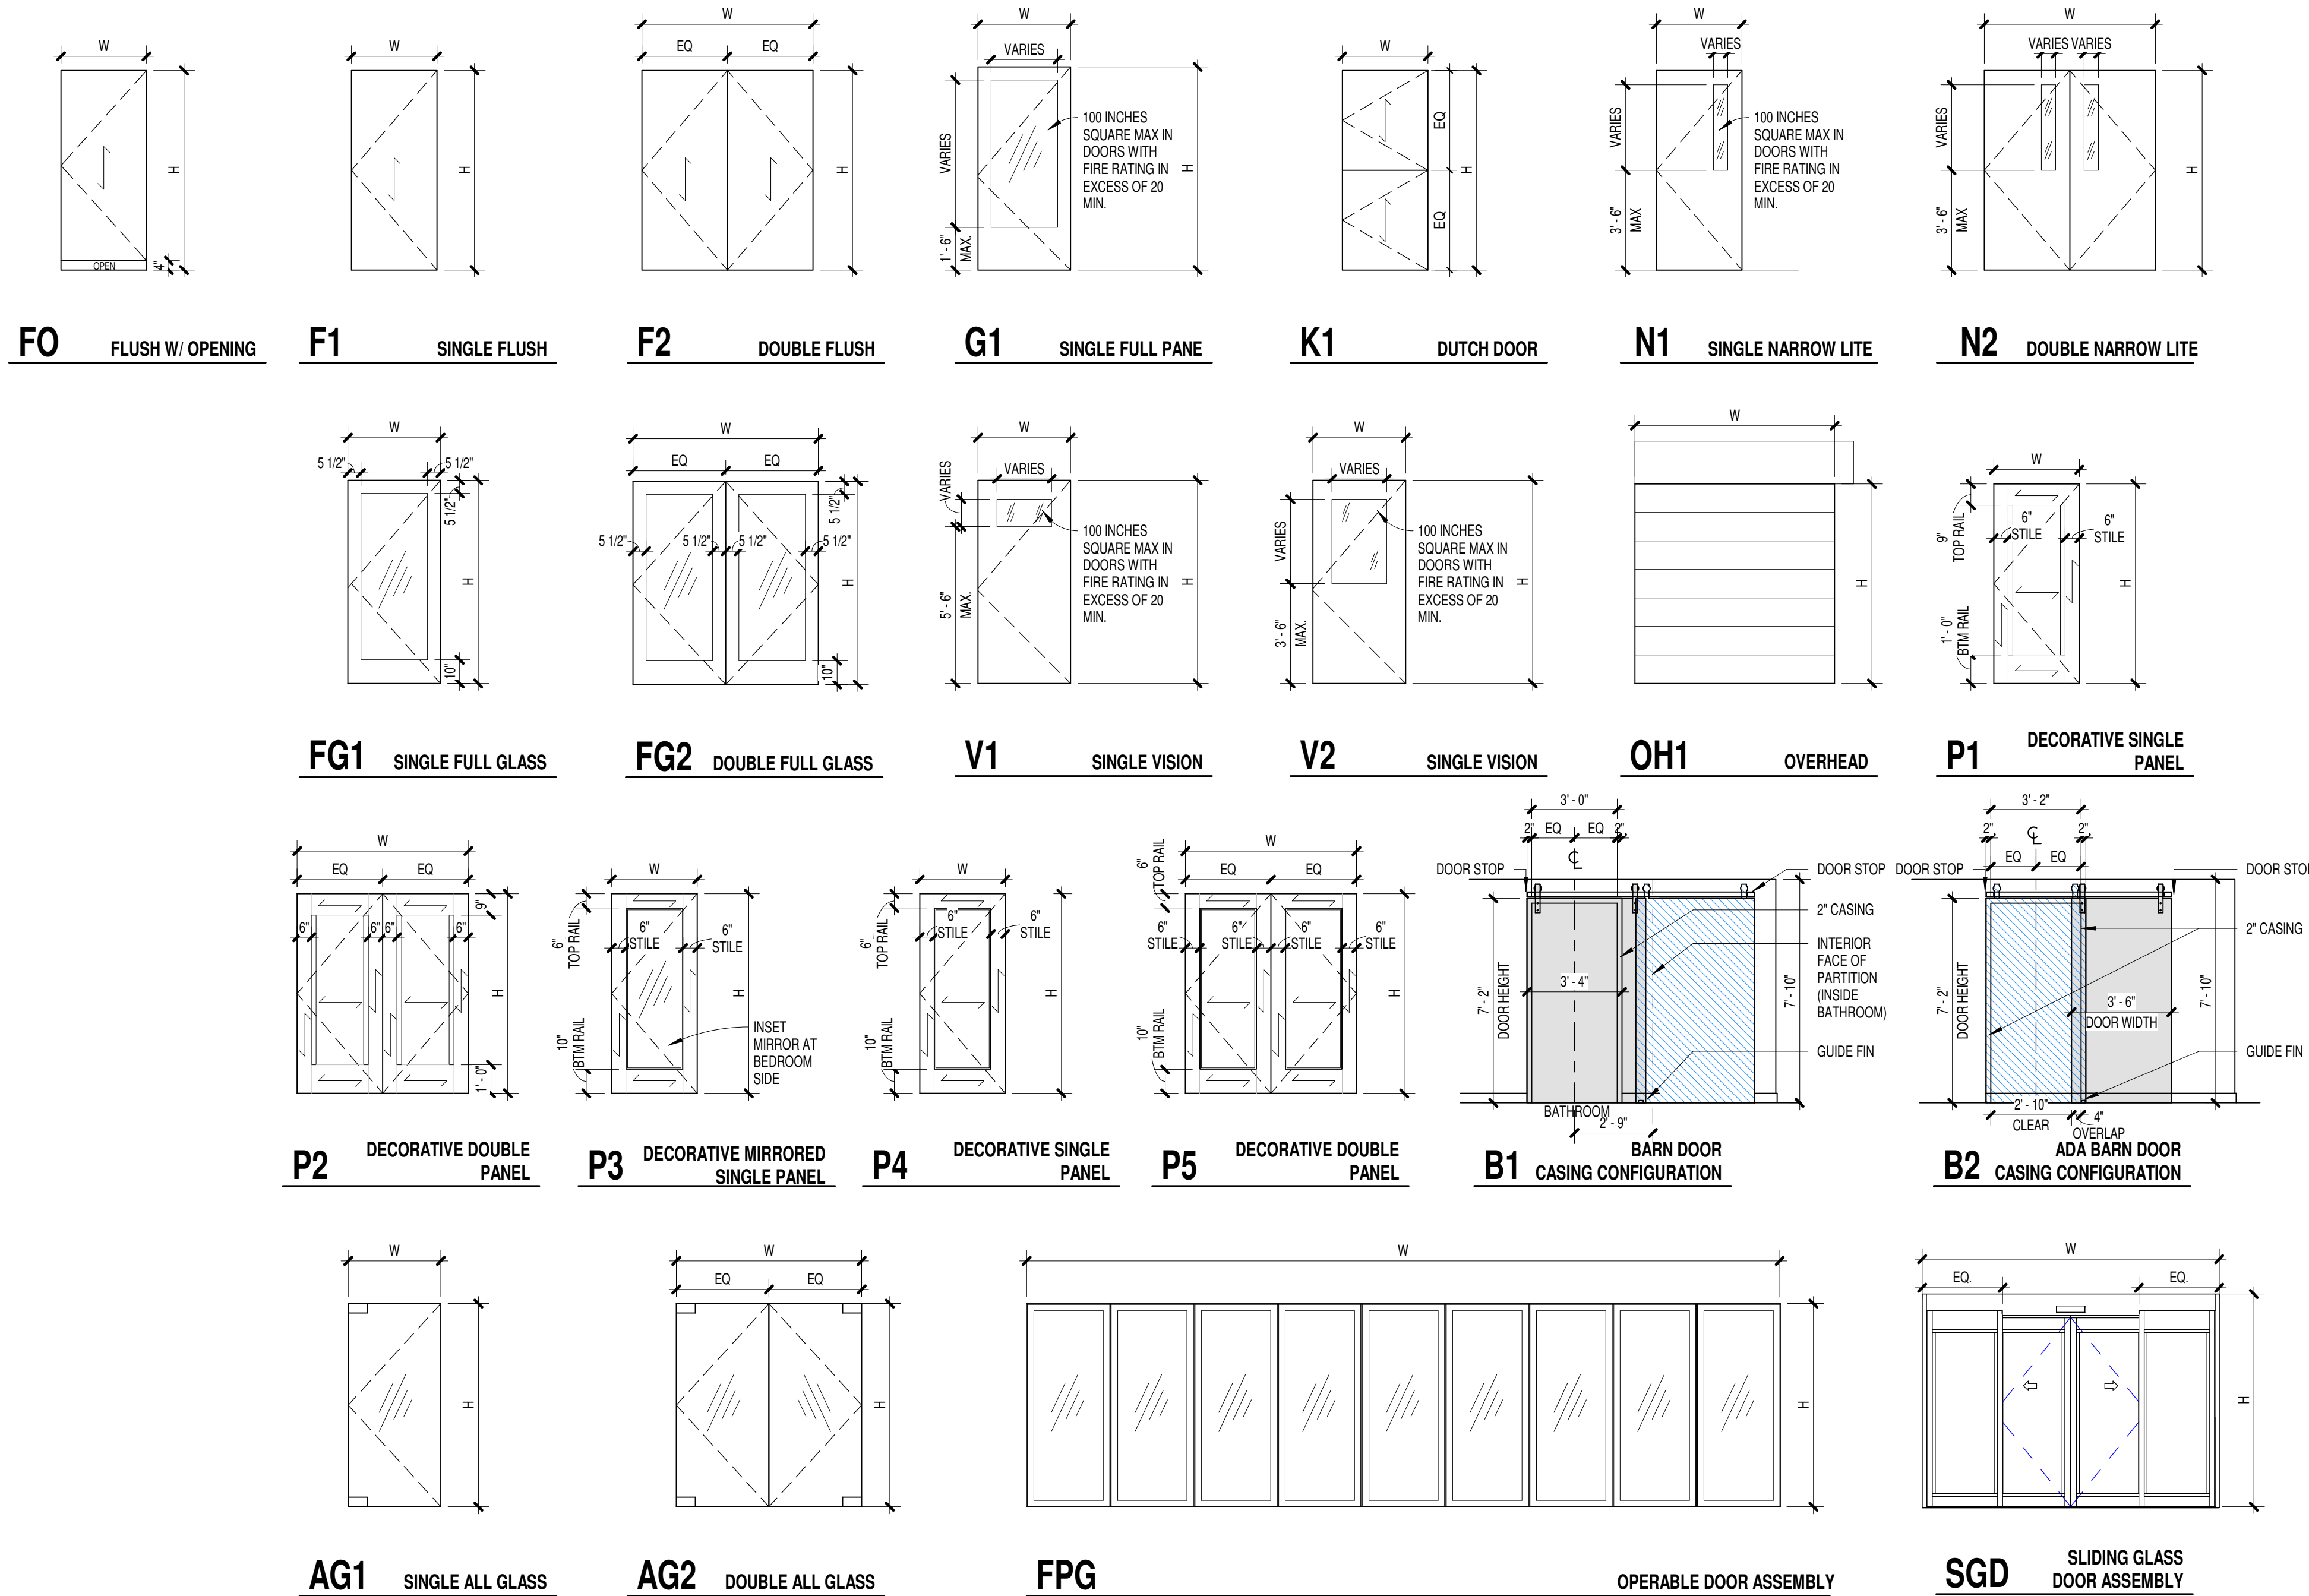 W
H
OPEN
4"
FO FLUSH W/ OPENING
W
H
F1 SINGLE FLUSH
W
EQ EQ
H
F2 DOUBLE FLUSH
W
VARIES
VARIES
1' - 6"
MAX.
H
100 INCHES
SQUARE MAX IN
DOORS WITH
FIRE RATING IN
EXCESS OF 20
MIN.
G1 SINGLE FULL PANE
W
EQ
EQ
H
K1 DUTCH DOOR
W
VARIES
VARIES
3' - 6"
MAX
100 INCHES
SQUARE MAX IN
DOORS WITH
FIRE RATING IN
EXCESS OF 20
MIN.
N1 SINGLE NARROW LITE
W
VARIES VARIES
VARIES
3' - 6"
MAX
H
N2 DOUBLE NARROW LITE
W
5 1/2" 5 1/2"
5 1/2"
H
10"
FG1 SINGLE FULL GLASS
W
EQ EQ
5 1/2"
5 1/2" 5 1/2" 5 1/2" 5 1/2"
H
10"
FG2 DOUBLE FULL GLASS
W
VARIES
VARIES
5' - 6"
MAX.
H
100 INCHES
SQUARE MAX IN
DOORS WITH
FIRE RATING IN
EXCESS OF 20
MIN.
V1 SINGLE VISION
W
VARIES
VARIES
3' - 6"
MAX.
H
100 INCHES
SQUARE MAX IN
DOORS WITH
FIRE RATING IN
EXCESS OF 20
MIN.
V2 SINGLE VISION
W
H
OH1 OVERHEAD
W
9"
TOP RAIL
6"
STILE
6"
STILE
1' - 0"
BTM RAIL
H
P1 DECORATIVE SINGLE
PANEL
W
EQ EQ
9"
6" 6" 6" 6"
H
1' - 0"
P2 DECORATIVE DOUBLE
PANEL
W
6"
TOP RAIL
6"
STILE
6"
STILE
10"
BTM RAIL
H
INSET
MIRROR AT
BEDROOM
SIDE
P3 DECORATIVE MIRRORED
SINGLE PANEL
W
6"
TOP RAIL
6"
STILE
6"
STILE
10"
BTM RAIL
H
P4 DECORATIVE SINGLE
PANEL
W
EQ EQ
6"
TOP RAIL
6"
STILE
6"
STILE
6"
STILE
6"
STILE
10"
BTM RAIL
H
P5 DECORATIVE DOUBLE
PANEL
3' - 0"
2" EQ EQ 2"
CL
DOOR STOP
DOOR STOP
2" CASING
INTERIOR
FACE OF
PARTITION
(INSIDE
BATHROOM)
GUIDE FIN
3' - 4"
7' - 2"
DOOR HEIGHT
7' - 10"
BATHROOM
2' - 9"
B1 BARN DOOR
CASING CONFIGURATION
3' - 2"
2" 2"
CL
EQ EQ
DOOR STOP
DOOR STOP
2" CASING
3' - 6"
DOOR WIDTH
GUIDE FIN
7' - 2"
DOOR HEIGHT
7' - 10"
2' - 10"
CLEAR
4"
OVERLAP
B2 ADA BARN DOOR
CASING CONFIGURATION
W
H
AG1 SINGLE ALL GLASS
W
EQ EQ
H
AG2 DOUBLE ALL GLASS
W
H
FPG OPERABLE DOOR ASSEMBLY
W
EQ. EQ.
H
SGD SLIDING GLASS
DOOR ASSEMBLY